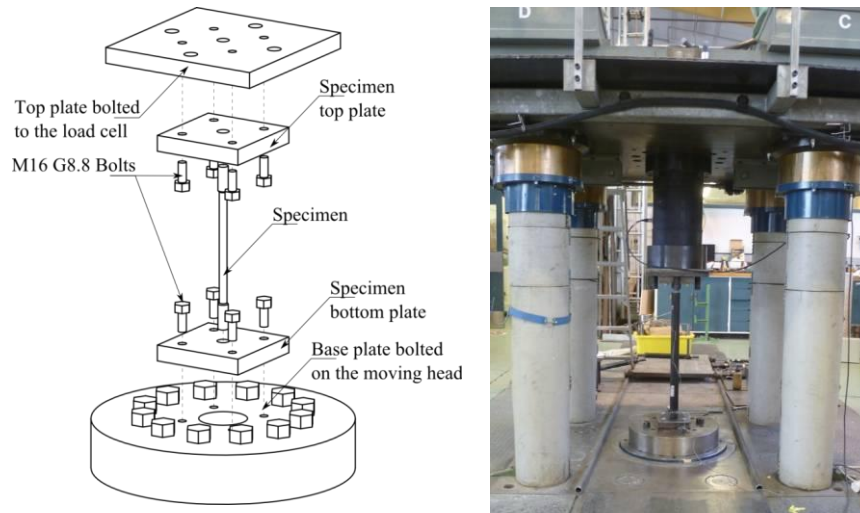 Top plate bolted
to the load cell
Specimen
top plate
M16 G8.8 Bolts
Specimen
Specimen
bottom plate
Base plate bolted
on the moving head
D
C